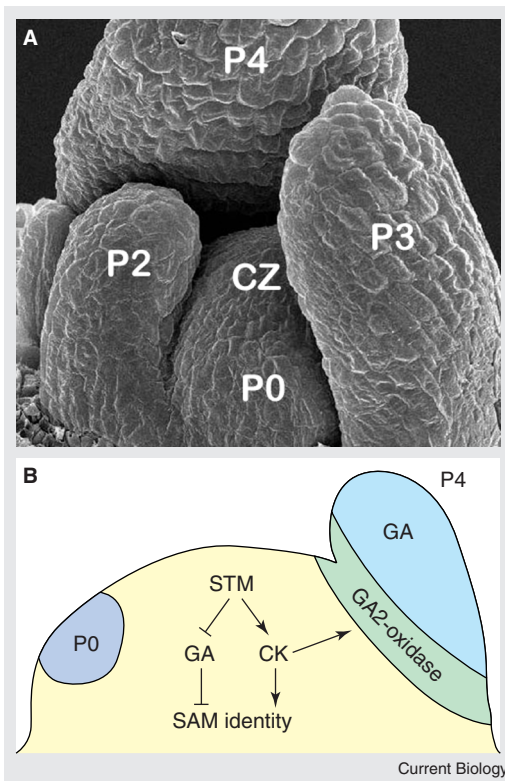 A
P4
P3
P2
CZ
P0
B
P4
GA
GA2-oxidase
STM
P0
GA
CK
SAM identity
Current Biology